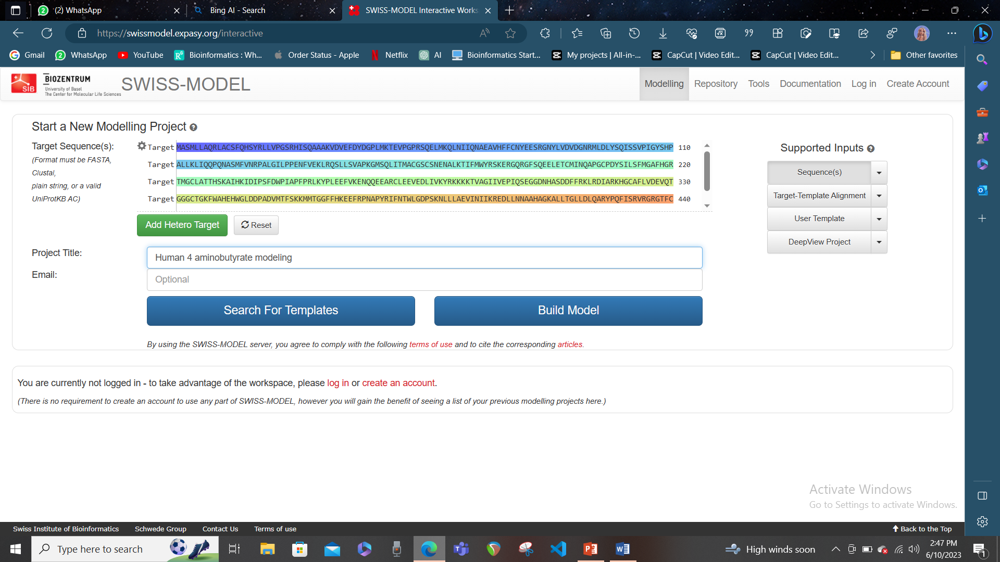 (2) WhatsApp
Bing AI - Search
SWISS-MODEL Interactive Works
https://swissmodel.expasy.org/interactive
Gmail
WhatsApp
YouTube
Bioinformatics : Wh...
Order Status - Apple
Netflix
AI
Bioinformatics Start...
My projects | All-in-...
CapCut | Video Edit...
CapCut | Video Edit...
Other favorites
SIB
BIOZENTRUM
University of Basel
The Center for Molecular Life Sciences
SWISS-MODEL
Modelling
Repository
Tools
Documentation
Log in
Create Account
Start a New Modelling Project
Target Sequence(s):
(Format must be FASTA,
Clustal,
plain string, or a valid
UniProtKB AC)
Target MASMLLAQRLACSFQHSYRLLVPGSRHISQAAAKVDVEFDYDGPLMKTEVPGPRSQELMKQLNIIQNAEAVHFFCNYEESRGNYLVDVDGNRMLDLYSQISSVPIGYSHP 110
Target ALLKLIQQPQNASMFVNRPALGILPPENFVEKLRQSLLSVAPKGMSQLITMACGSCSNENALKTIFMWYRSKERGQRGFSQEELETCMINQAPGCPDYSILSFMGAFHGR 220
Target TMGCLATTHSKAIHKIDIPSFDWPIAPFPRLKYPLEEFVKENQQEEARCLEEVEDLIVKYRKKKKTVAGIIVEPIQSEGGDNHASDDFFRKLRDIARKHGCAFLVDEVQT 330
Target GGGCTGKFWAHEHWGLDDPADVMTFSKKMMTGGFFHKEEFRPNAPYRIFNTWLGDPSKNLLLAEVINIIKREDLLNNAAHAGKALLTGLLDLQARYPQFISRVRGRGTFC 440
Add Hetero Target
Reset
Supported Inputs
Sequence(s)
Target-Template Alignment
User Template
DeepView Project
Project Title:
Human 4 aminobutyrate modeling
Email:
Optional
Search For Templates
Build Model
By using the SWISS-MODEL server, you agree to comply with the following terms of use and to cite the corresponding articles.
You are currently not logged in - to take advantage of the workspace, please log in or create an account.
(There is no requirement to create an account to use any part of SWISS-MODEL, however you will gain the benefit of seeing a list of your previous modelling projects here.)
Activate Windows
Go to Settings to activate Windows.
Swiss Institute of Bioinformatics
Schwede Group
Contact Us
Terms of use
Back to the Top
Type here to search
High winds soon
2:47 PM
6/10/2023
1